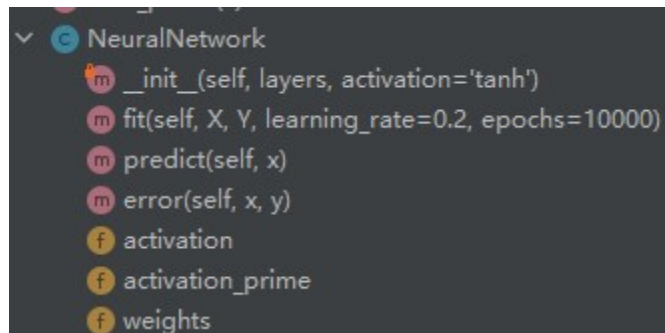 NeuralNetwork
__init__(self, layers, activation='tanh')
fit(self, X, Y, learning_rate=0.2, epochs=10000)
predict(self, x)
error(self, x, y)
activation
activation_prime
weights